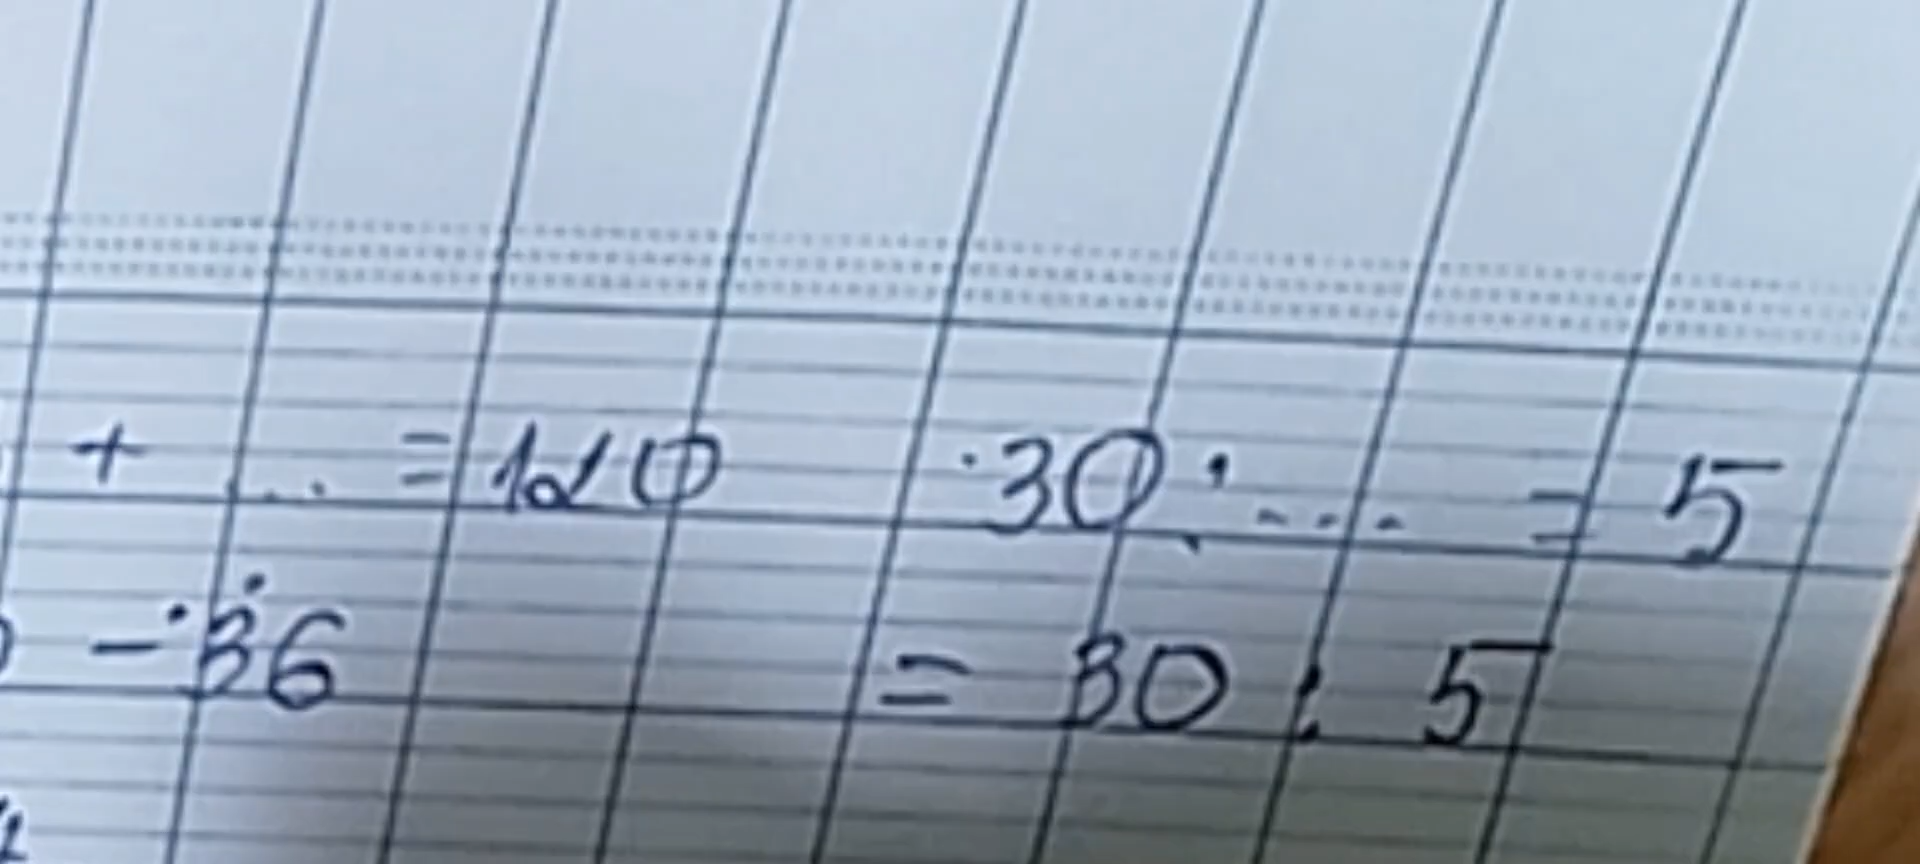 + ... = 120 30 : ... = 5
- 36 = 30 : 5